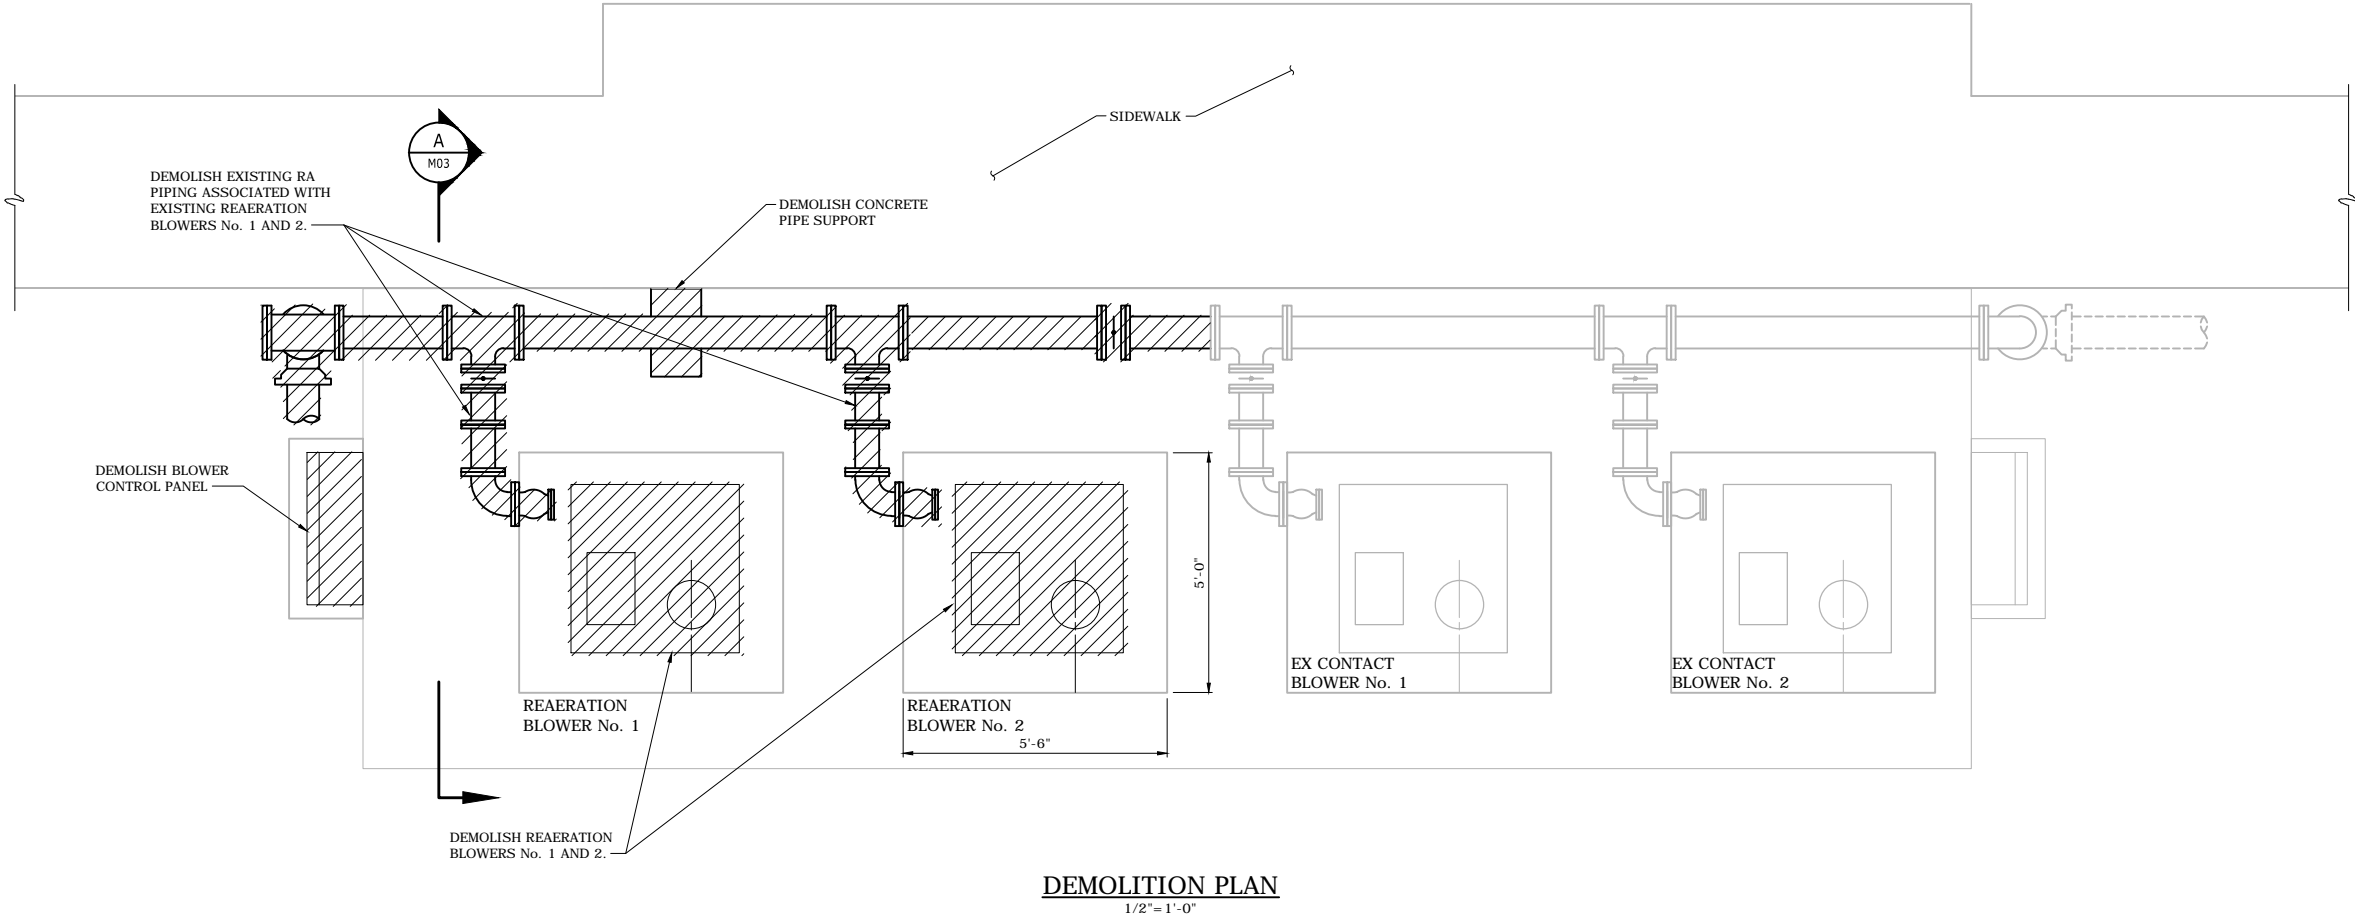 SIDEWALK
A
M03
DEMOLISH EXISTING RA
PIPING ASSOCIATED WITH
EXISTING REAERATION
BLOWERS No. 1 AND 2.
DEMOLISH CONCRETE
PIPE SUPPORT
DEMOLISH BLOWER
CONTROL PANEL
5'-0"
EX CONTACT
BLOWER No. 1
EX CONTACT
BLOWER No. 2
REAERATION
BLOWER No. 1
REAERATION
BLOWER No. 2
5'-6"
DEMOLISH REAERATION
BLOWERS No. 1 AND 2.
DEMOLITION PLAN
1/2"=1'-0"